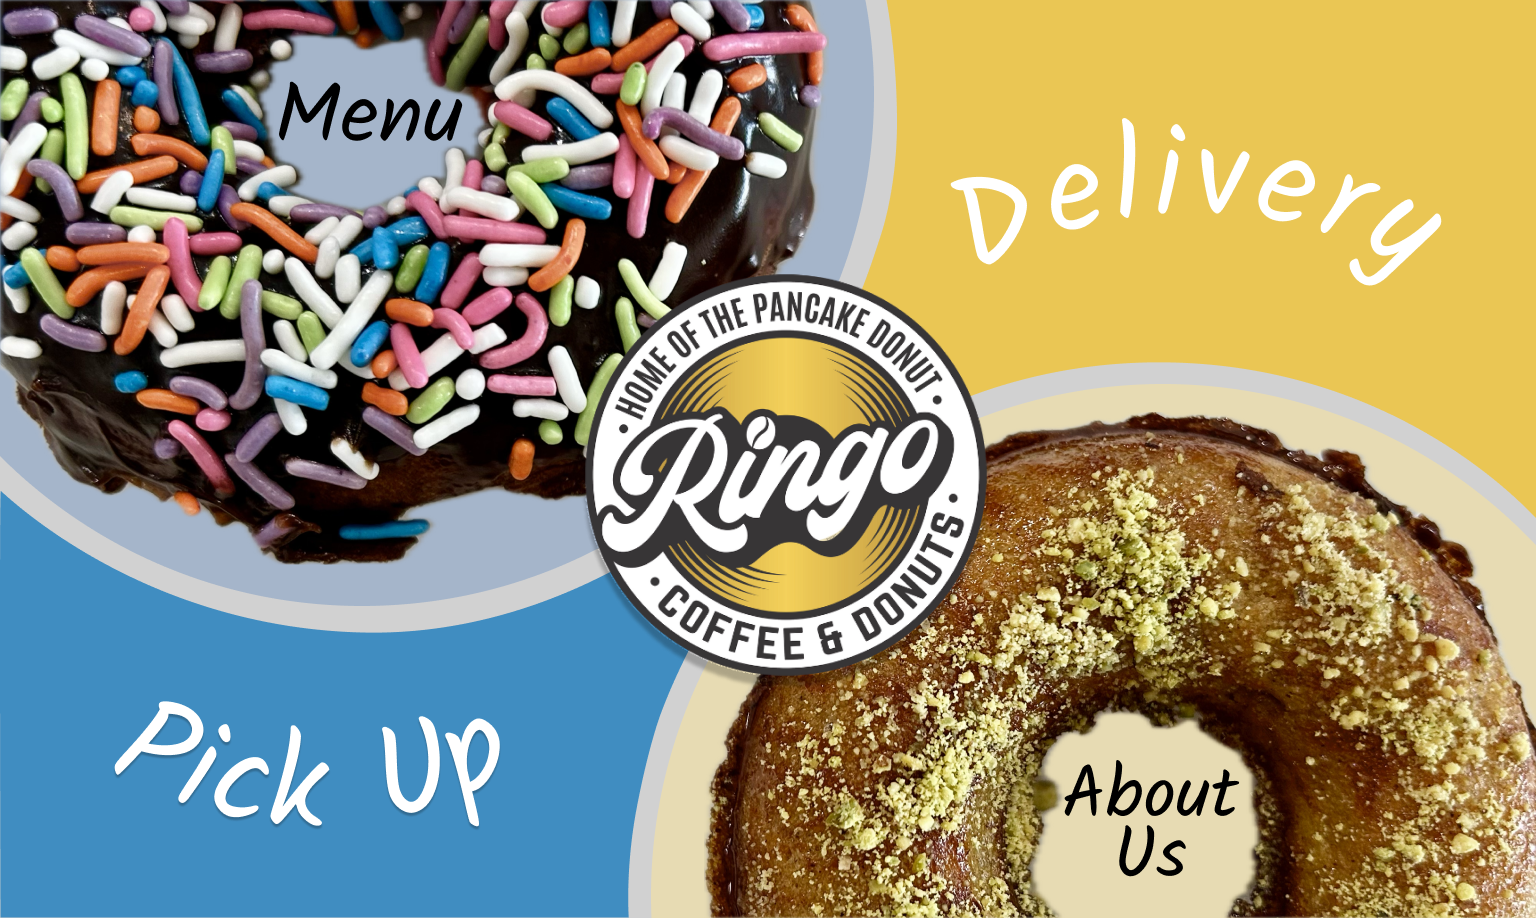 Menu
Delivery
HOME OF THE PANCAKE DONUT
Ringo
COFFEE & DONUTS
Pick Up
About
Us